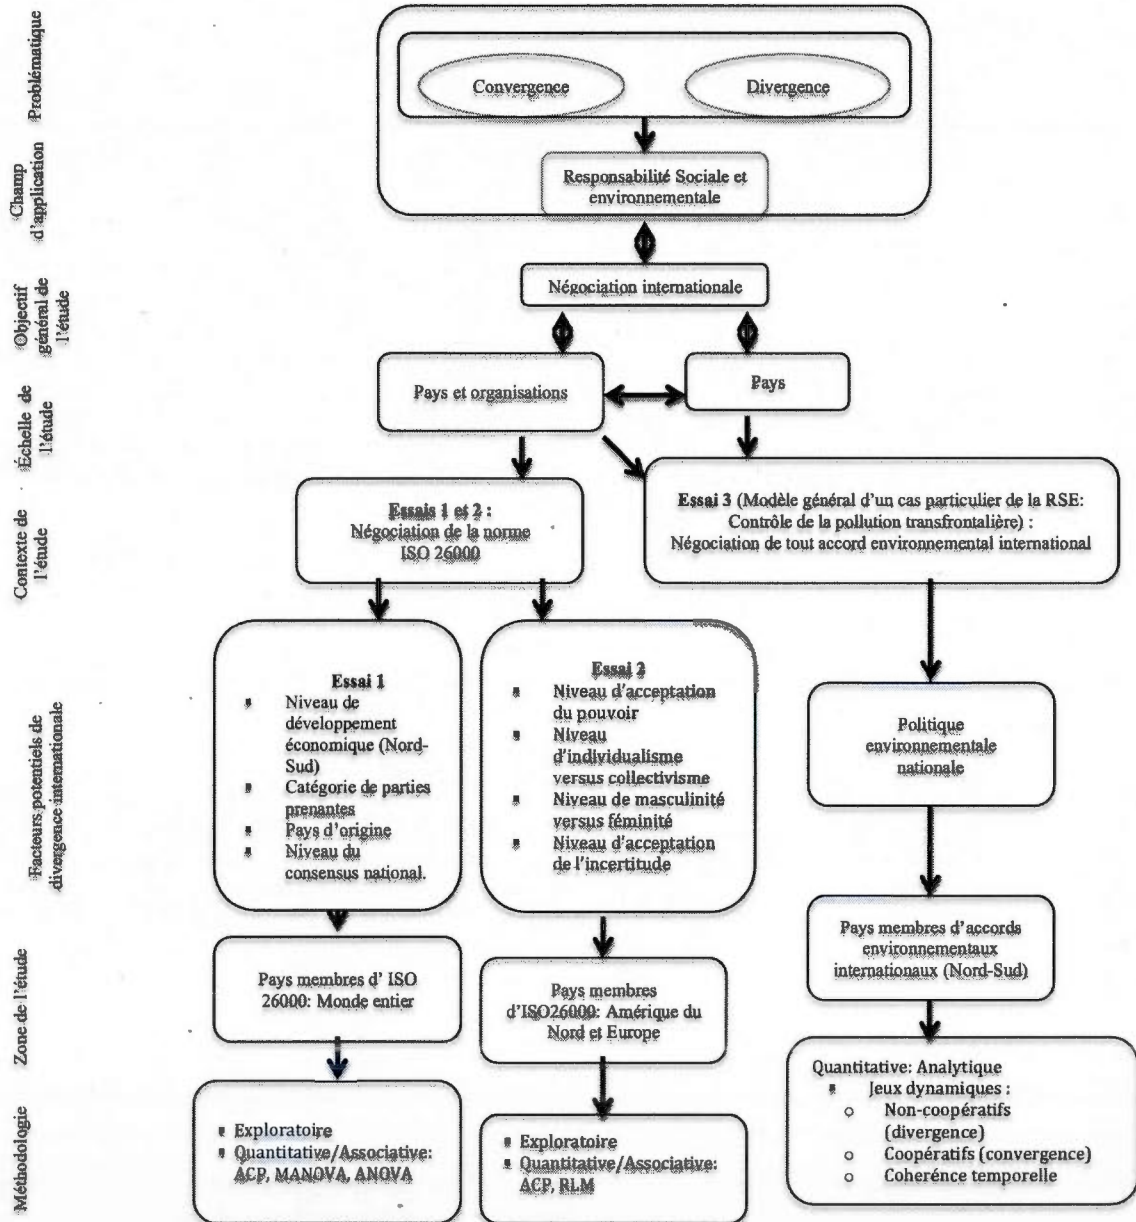 Problématique
Convergence
Divergence
Champ
d'application
Responsabilité Sociale et
environnementale
Objectif
général de
l'étude
Négociation internationale
Échelle de
l'étude
Pays et organisations
Pays
Contexte de
l'étude
Essais 1 et 2 :
Négociation de la norme
ISO 26000
Essai 3 (Modèle général d'un cas particulier de la RSE:
Contrôle de la pollution transfrontalière) :
Négociation de tout accord environnemental international
Facteurs potentiels de
divergence internationale
Essai 1
▪ Niveau de
développement
économique (Nord-
Sud)
▪ Catégorie de parties
prenantes
▪ Pays d'origine
▪ Niveau du
consensus national.
Essai 2
▪ Niveau d'acceptation
du pouvoir
▪ Niveau
d'individualisme
versus collectivisme
▪ Niveau de masculinité
versus féminité
▪ Niveau d'acceptation
de l'incertitude
Politique
environnementale
nationale
Zone de l'étude
Pays membres d' ISO
26000: Monde entier
Pays membres
d'ISO26000: Amérique du
Nord et Europe
Pays membres d'accords
environnementaux
internationaux (Nord-Sud)
Méthodologie
▪ Exploratoire
▪ Quantitative/Associative:
ACP, MANOVA, ANOVA
▪ Exploratoire
▪ Quantitative/Associative:
ACP, RLM
Quantitative: Analytique
▪ Jeux dynamiques :
o Non-coopératifs
(divergence)
o Coopératifs (convergence)
o Coherénce temporelle